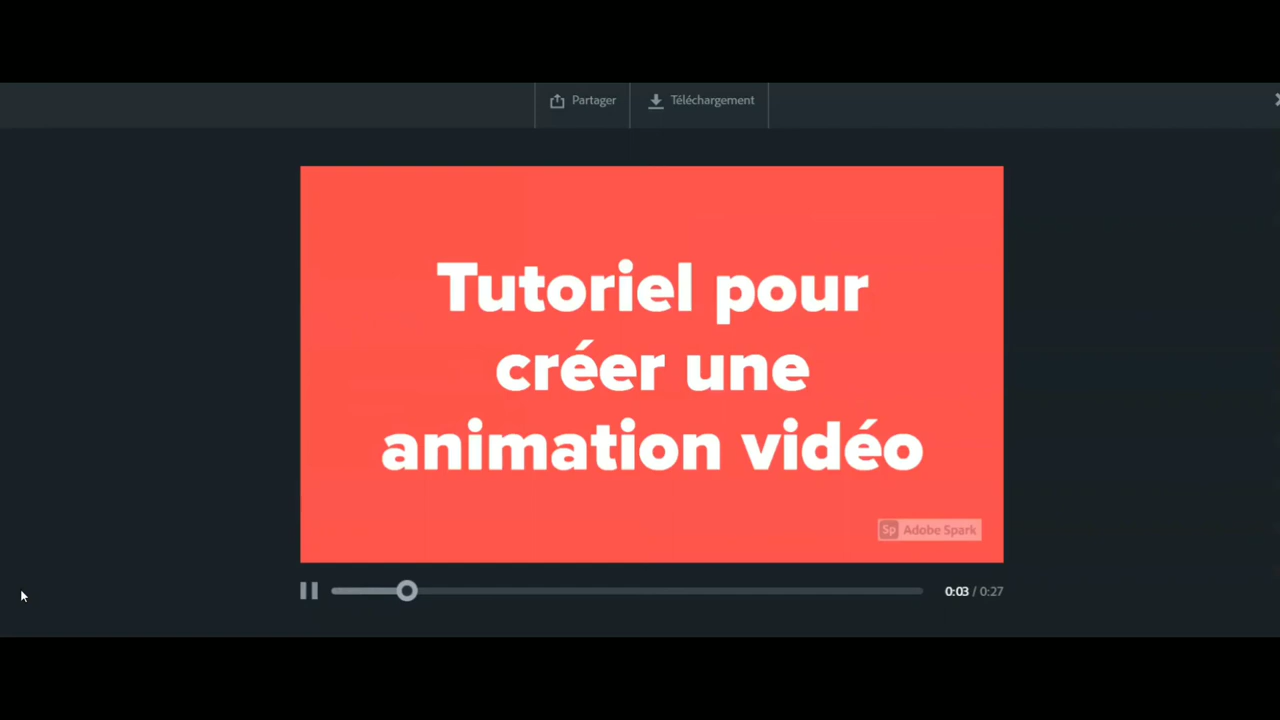 Partager
Téléchargement
Tutoriel pour
créer une
animation vidéo
Sp Adobe Spark
0:03 / 0:27